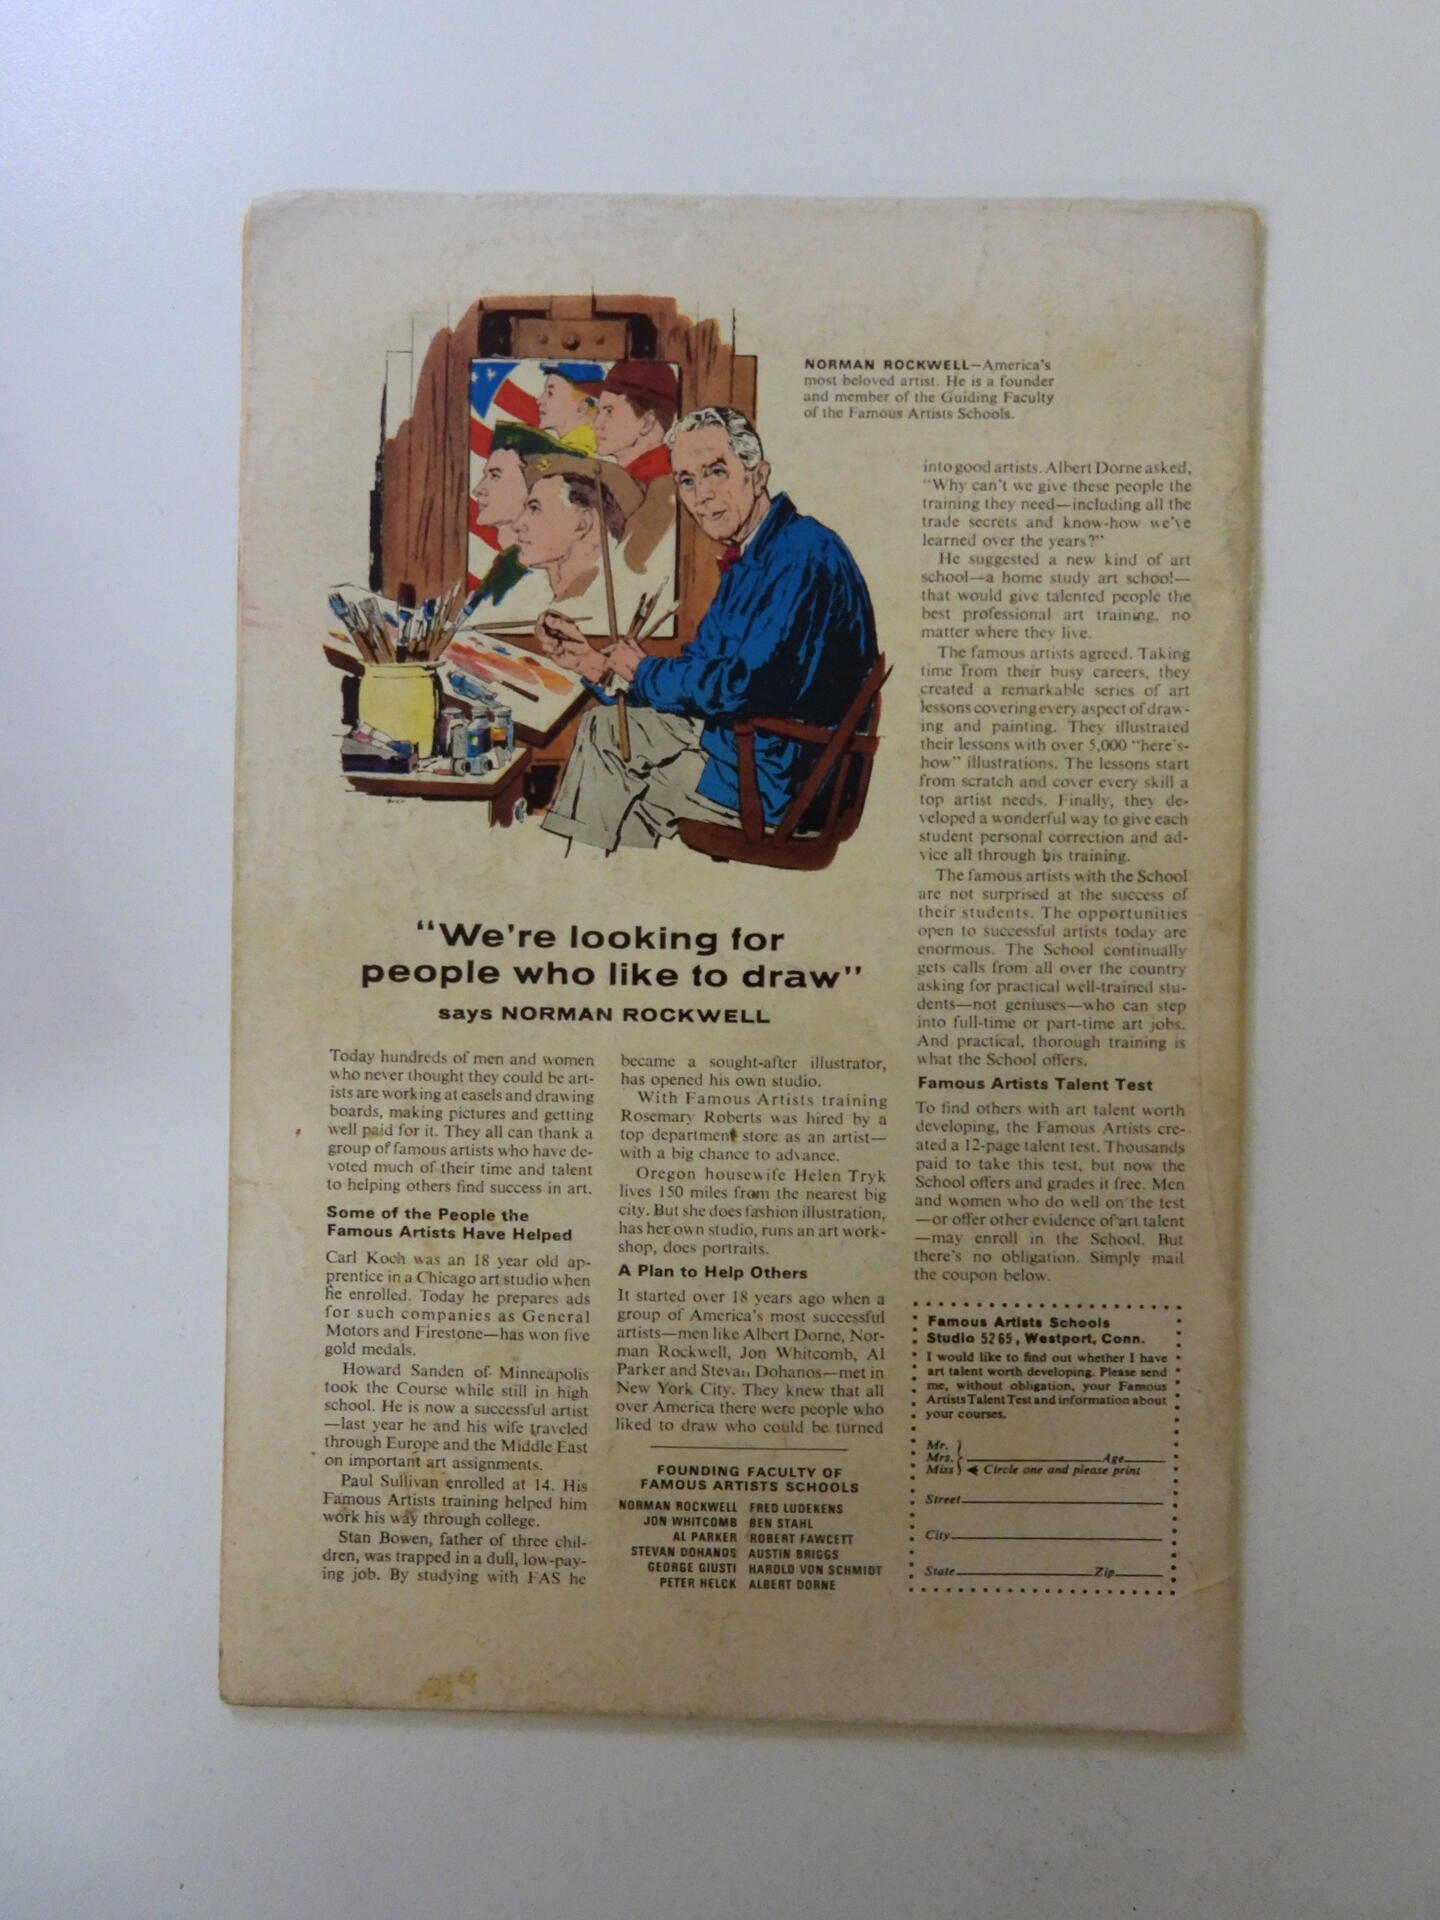 NORMAN ROCKWELL—America's
most beloved artist. He is a founder
and member of the Guiding Faculty
of the Famous Artists Schools.
"We're looking for
people who like to draw"
says NORMAN ROCKWELL
Today hundreds of men and women
who never thought they could be art-
ists are working at easels and drawing
boards, making pictures and getting
well paid for it. They all can thank a
group of famous artists who have de-
voted much of their time and talent
to helping others find success in art.
Some of the People the
Famous Artists Have Helped
Carl Koch was an 18 year old ap-
prentice in a Chicago art studio when
he enrolled. Today he prepares ads
for such companies as General
Motors and Firestone—has won five
gold medals.
Howard Sanden of Minneapolis
took the Course while still in high
school. He is now a successful artist
—last year he and his wife traveled
through Europe and the Middle East
on important art assignments.
Paul Sullivan enrolled at 14. His
Famous Artists training helped him
work his way through college.
Stan Bowen, father of three chil-
dren, was trapped in a dull, low-pay-
ing job. By studying with FAS he
became a sought-after illustrator,
has opened his own studio.
With Famous Artists training
Rosemary Roberts was hired by a
top department store as an artist—
with a big chance to advance.
Oregon housewife Helen Tryk
lives 150 miles from the nearest big
city. But she does fashion illustration,
has her own studio, runs an art work-
shop, does portraits.
A Plan to Help Others
It started over 18 years ago when a
group of America's most successful
artists—men like Albert Dorne, Nor-
man Rockwell, Jon Whitcomb, Al
Parker and Stevan Dohanos—met in
New York City. They knew that all
over America there were people who
liked to draw who could be turned
FOUNDING FACULTY OF
FAMOUS ARTISTS SCHOOLS
NORMAN ROCKWELL FRED LUDEKENS
JON WHITCOMB BEN STAHL
AL PARKER ROBERT FAWCETT
STEVAN DOHANOS AUSTIN BRIGGS
GEORGE GIUSTI HAROLD VON SCHMIDT
PETER HELCK ALBERT DORNE
into good artists. Albert Dorne asked,
"Why can't we give these people the
training they need—including all the
trade secrets and know-how we've
learned over the years?"
He suggested a new kind of art
school—a home study art school—
that would give talented people the
best professional art training, no
matter where they live.
The famous artists agreed. Taking
time from their busy careers, they
created a remarkable series of art
lessons covering every aspect of draw-
ing and painting. They illustrated
their lessons with over 5,000 "here's-
how" illustrations. The lessons start
from scratch and cover every skill a
top artist needs. Finally, they de-
veloped a wonderful way to give each
student personal correction and ad-
vice all through his training.
The famous artists with the School
are not surprised at the success of
their students. The opportunities
open to successful artists today are
enormous. The School continually
gets calls from all over the country
asking for practical well-trained stu-
dents—not geniuses—who can step
into full-time or part-time art jobs.
And practical, thorough training is
what the School offers.
Famous Artists Talent Test
To find others with art talent worth
developing, the Famous Artists cre-
ated a 12-page talent test. Thousands
paid to take this test, but now the
School offers and grades it free. Men
and women who do well on the test
—or offer other evidence of art talent
—may enroll in the School. But
there's no obligation. Simply mail
the coupon below.
Famous Artists Schools
Studio 5265, Westport, Conn.
I would like to find out whether I have
art talent worth developing. Please send
me, without obligation, your Famous
Artists Talent Test and information about
your courses.
Mr.
Mrs. Age
Miss Circle one and please print
Street
City
State Zip